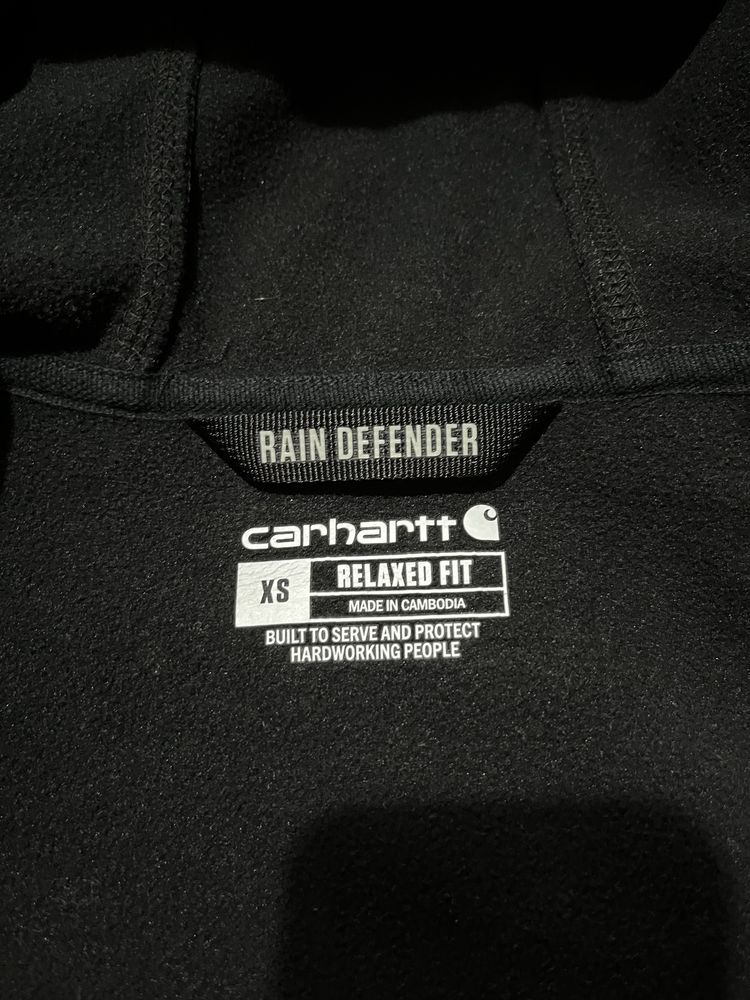 RAIN DEFENDER
carhartt
XS
RELAXED FIT
MADE IN CAMBODIA
BUILT TO SERVE AND PROTECT
HARDWORKING PEOPLE